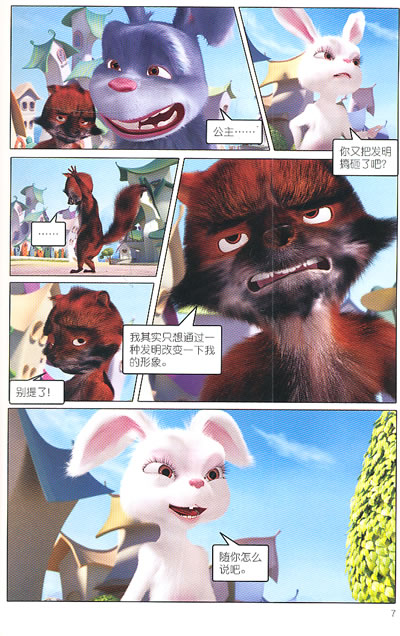 公主……
你又把发明
搞砸了吧?
……
我其实只想通过一
种发明改变一下我
的形象。
别提了!
随你怎么
说吧。
7